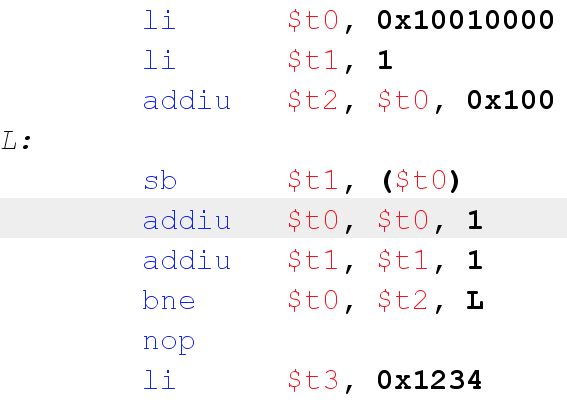 li $t0, 0x10010000
li $t1, 1
addiu $t2, $t0, 0x100
L:
sb $t1, ($t0)
addiu $t0, $t0, 1
addiu $t1, $t1, 1
bne $t0, $t2, L
nop
li $t3, 0x1234